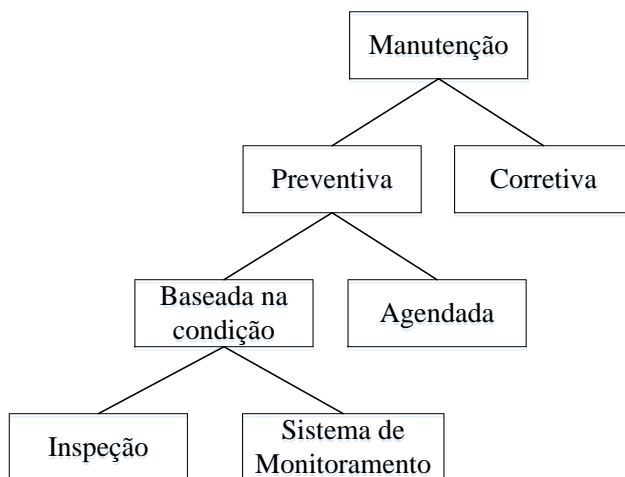 Manutenção
Preventiva
Corretiva
Baseada na
condição
Agendada
Inspeção
Sistema de
Monitoramento